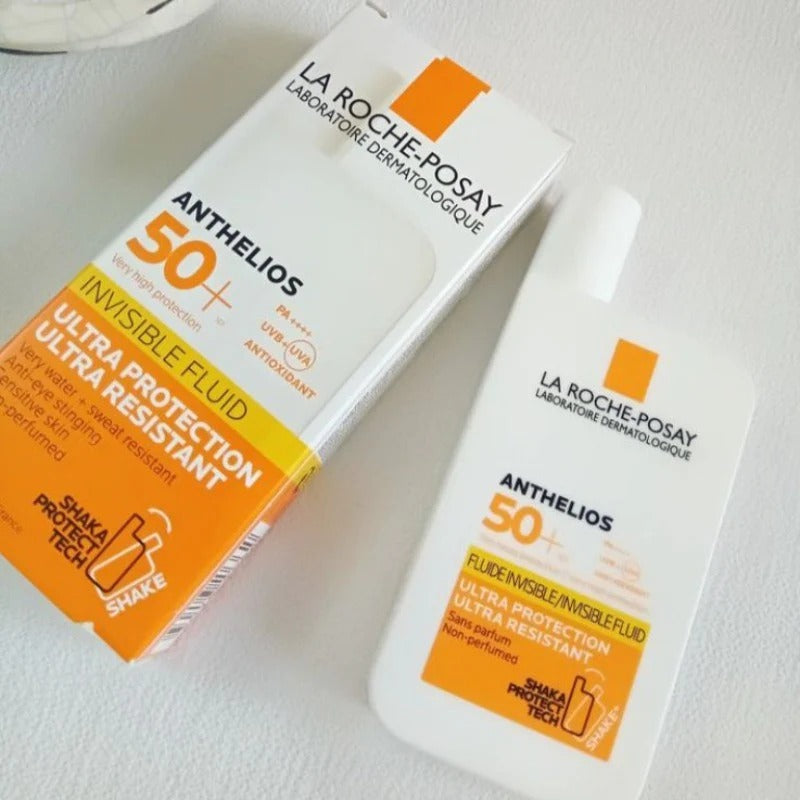 LA ROCHE-POSAY
LABORATOIRE DERMATOLOGIQUE
ANTHELIOS
50+
Very high protection
PA++++
UVB+UVA
ANTIOXIDANT
INVISIBLE FLUID
ULTRA PROTECTION
ULTRA RESISTANT
Very water + sweat resistant
Anti-eye stinging
ensitive skin
n-perfumed
France
SHAKA
PROTECT
TECH
SHAKE
LA ROCHE-POSAY
LABORATOIRE DERMATOLOGIQUE
ANTHELIOS
50+
FLUIDE INVISIBLE/INVISIBLE FLUID
ULTRA PROTECTION
ULTRA RESISTANT
Sans parfum
Non-perfumed
SHAKA
PROTECT
TECH
SHAKE